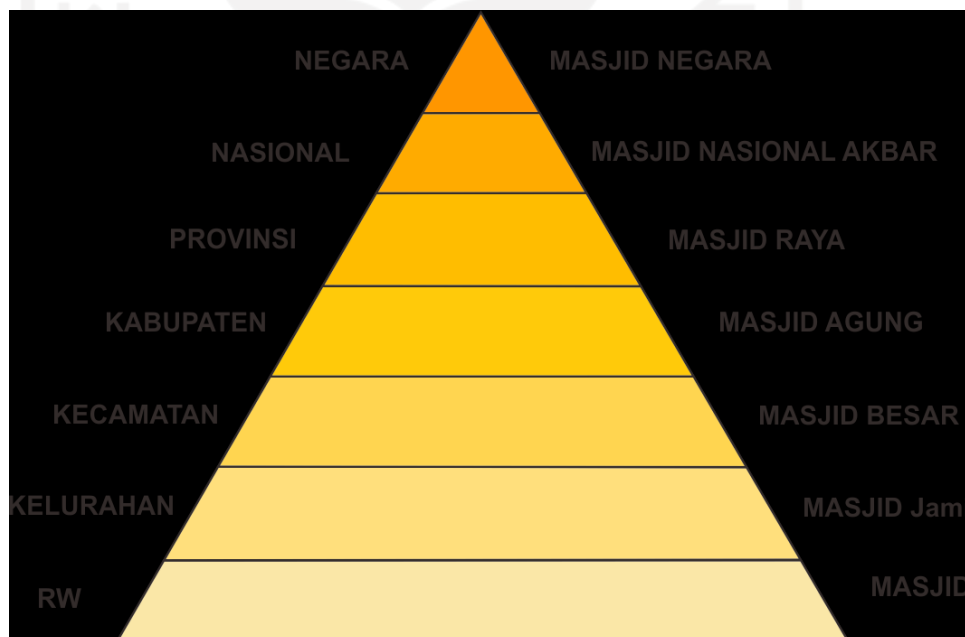 NEGARA MASJID NEGARA
NASIONAL MASJID NASIONAL AKBAR
PROVINSI MASJID RAYA
KABUPATEN MASJID AGUNG
KECAMATAN MASJID BESAR
KELURAHAN MASJID Jam
RW MASJID